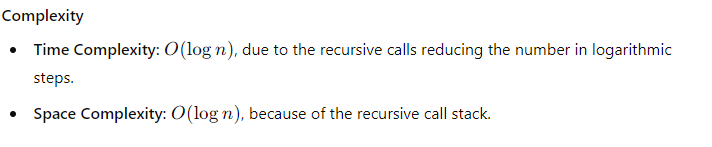 Complexity
• Time Complexity: O(log n), due to the recursive calls reducing the number in logarithmic
steps.
• Space Complexity: O(log n), because of the recursive call stack.